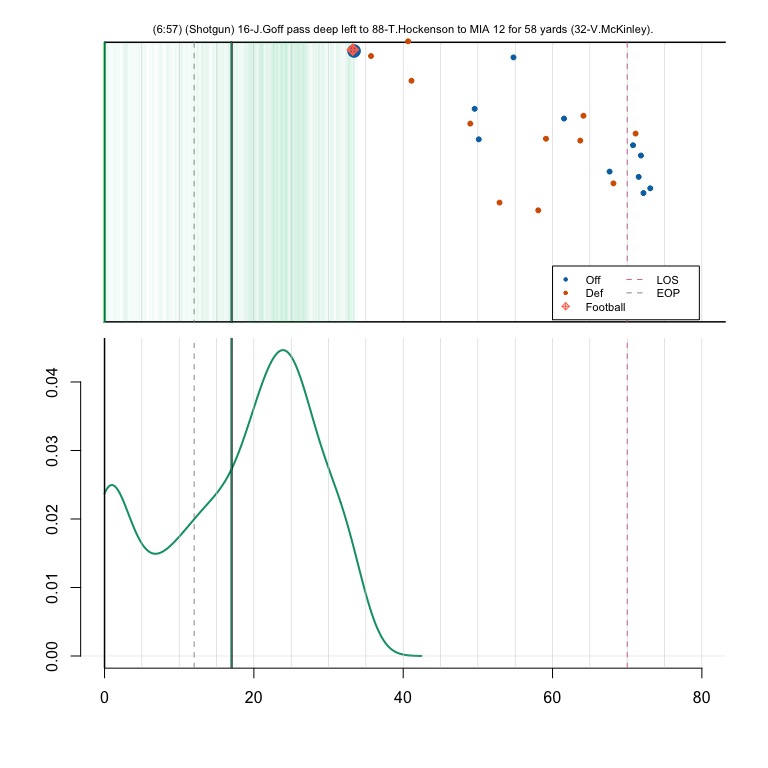 (6:57) (Shotgun) 16-J.Goff pass deep left to 88-T.Hockenson to MIA 12 for 58 yards (32-V.McKinley).
Off LOS
Def EOP
Football
0.04
0.03
0.02
0.01
0.00
0 20 40 60 80